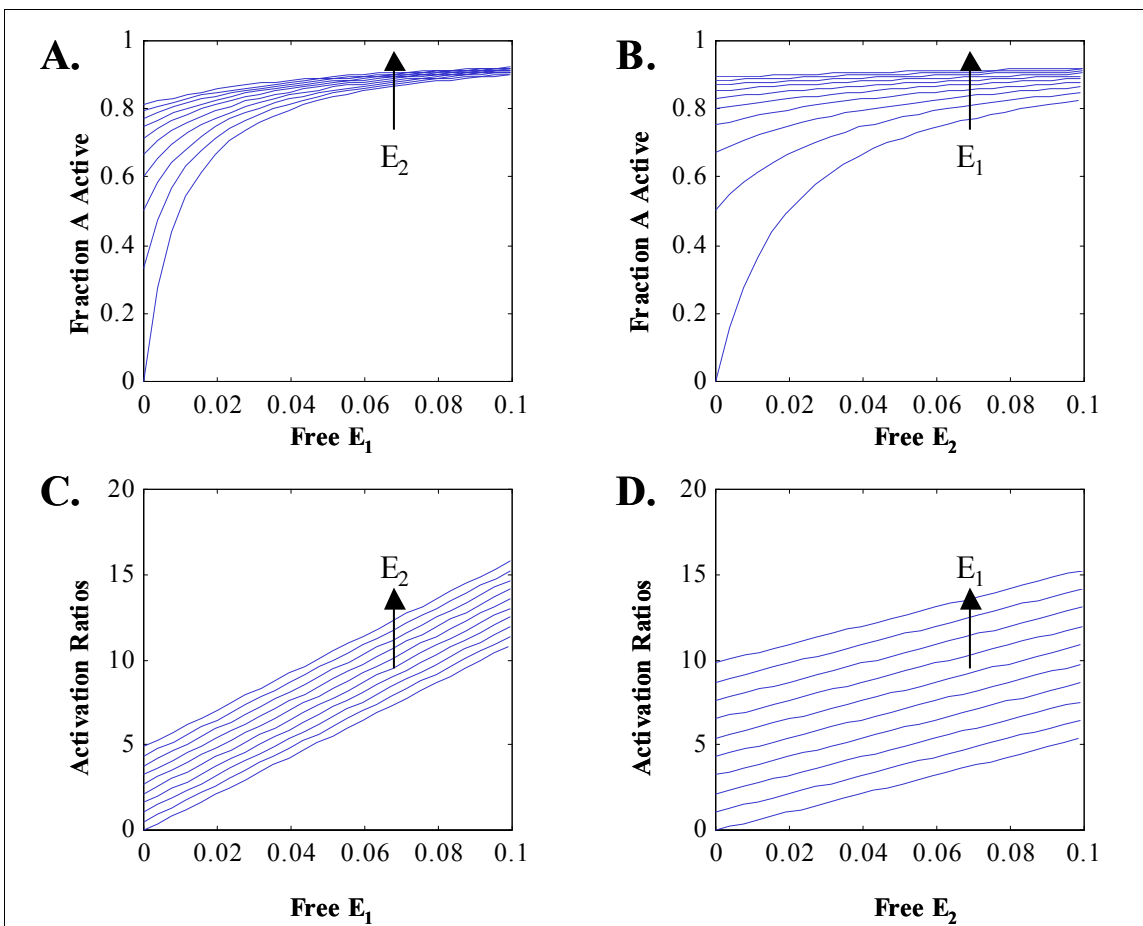 A.
Fraction A Active
1
0.8
0.6
0.4
0.2
0
E2
0 0.02 0.04 0.06 0.08 0.1
Free E1
B.
Fraction A Active
1
0.8
0.6
0.4
0.2
0
E1
0 0.02 0.04 0.06 0.08 0.1
Free E2
C.
Activation Ratios
20
15
10
5
0
E2
0 0.02 0.04 0.06 0.08 0.1
Free E1
D.
Activation Ratios
20
15
10
5
0
E1
0 0.02 0.04 0.06 0.08 0.1
Free E2